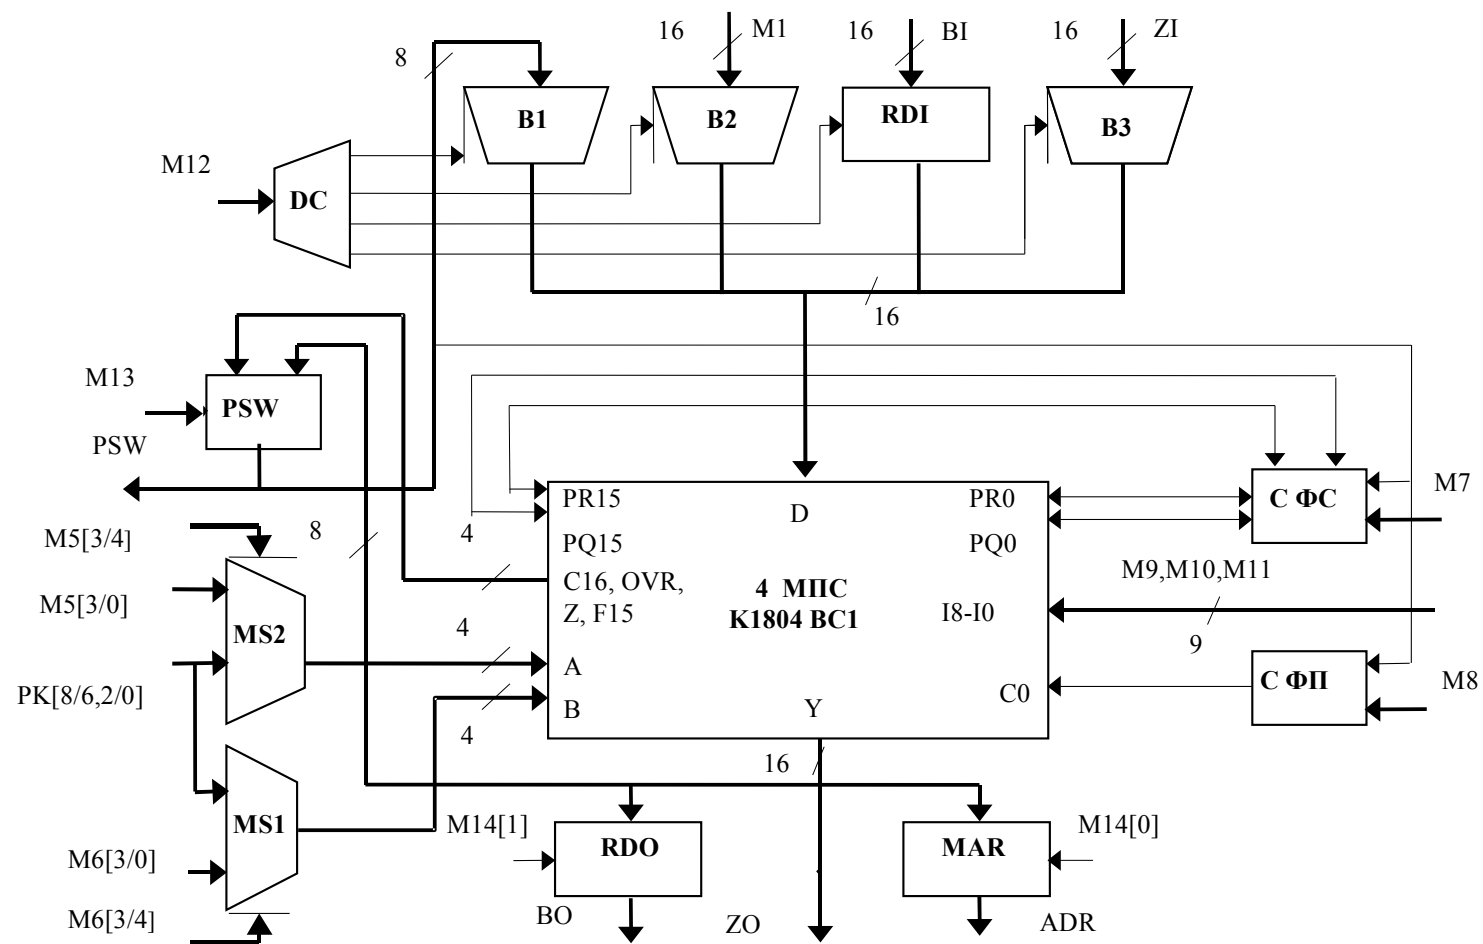 16
M1
16
BI
16
ZI
8
B1
B2
RDI
B3
M12
DC
16
M13
PSW
PSW
M5[3/4]
8
4
M5[3/0]
MS2
4
PK[8/6,2/0]
4
PR15
D
PR0
PQ15
PQ0
C16, OVR,
Z, F15
4 МПС
K1804 BC1
I8-I0
A
B
Y
C0
С ФС
M7
M9,M10,M11
9
С ФП
M8
16
MS1
M14[1]
RDO
MAR
M14[0]
M6[3/0]
M6[3/4]
BO
ZO
ADR